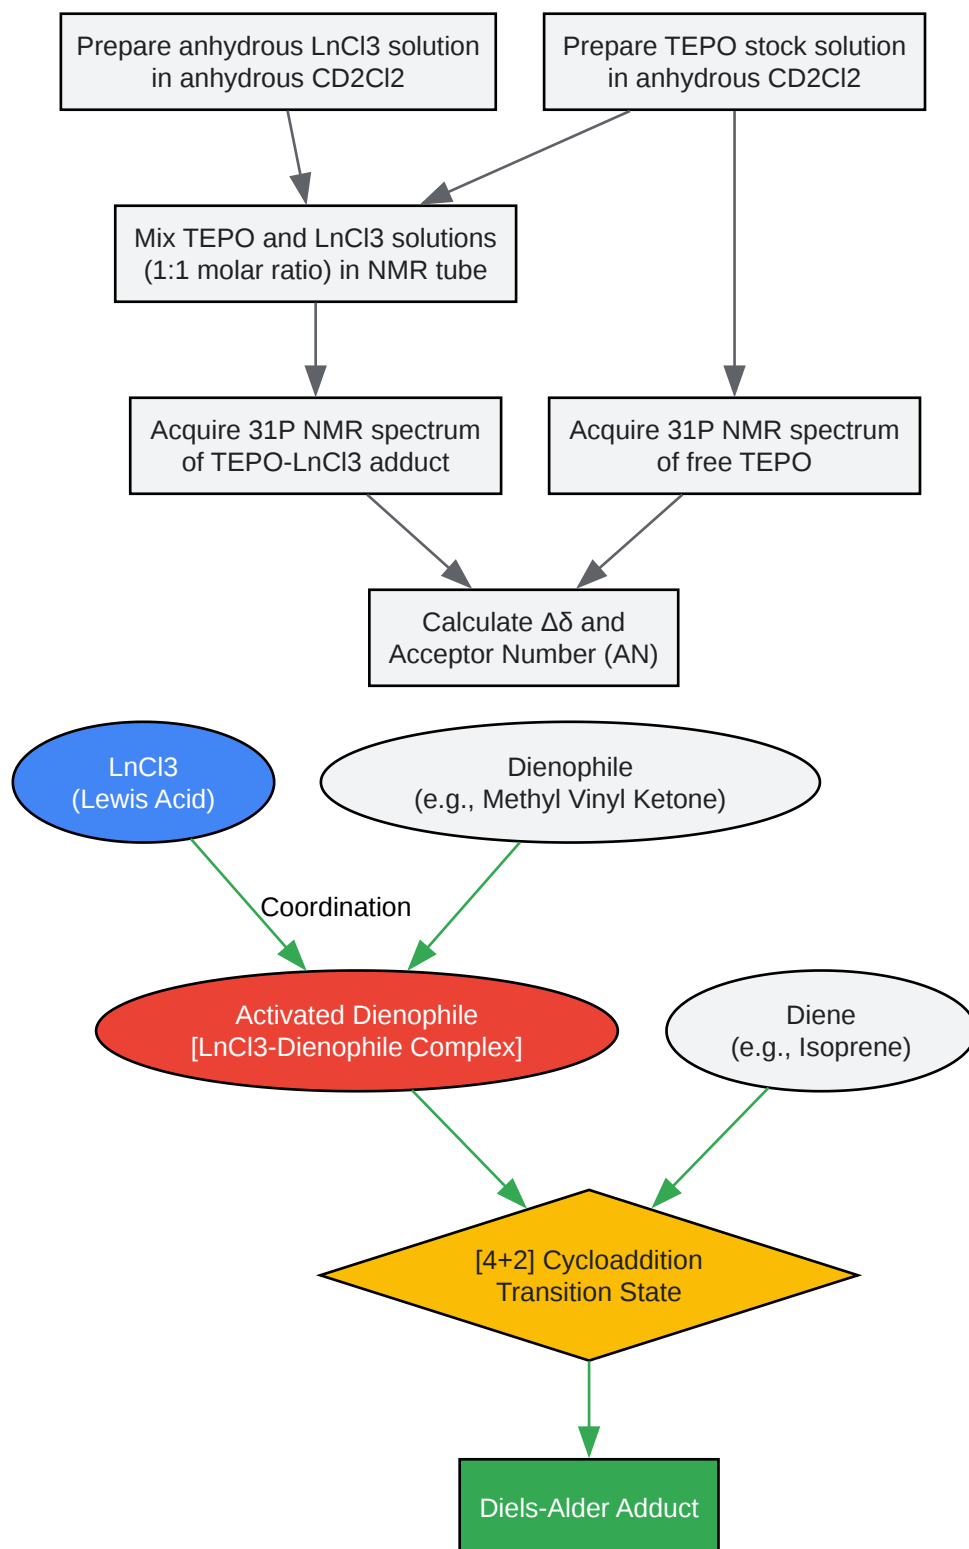 Prepare anhydrous LnCl3 solution
in anhydrous CD2Cl2
Prepare TEPO stock solution
in anhydrous CD2Cl2
Mix TEPO and LnCl3 solutions
(1:1 molar ratio) in NMR tube
Acquire 31P NMR spectrum
of TEPO-LnCl3 adduct
Acquire 31P NMR spectrum
of free TEPO
Calculate Δδ and
Acceptor Number (AN)
LnCl3
(Lewis Acid)
Dienophile
(e.g., Methyl Vinyl Ketone)
Coordination
Activated Dienophile
[LnCl3-Dienophile Complex]
Diene
(e.g., Isoprene)
[4+2] Cycloaddition
Transition State
Diels-Alder Adduct